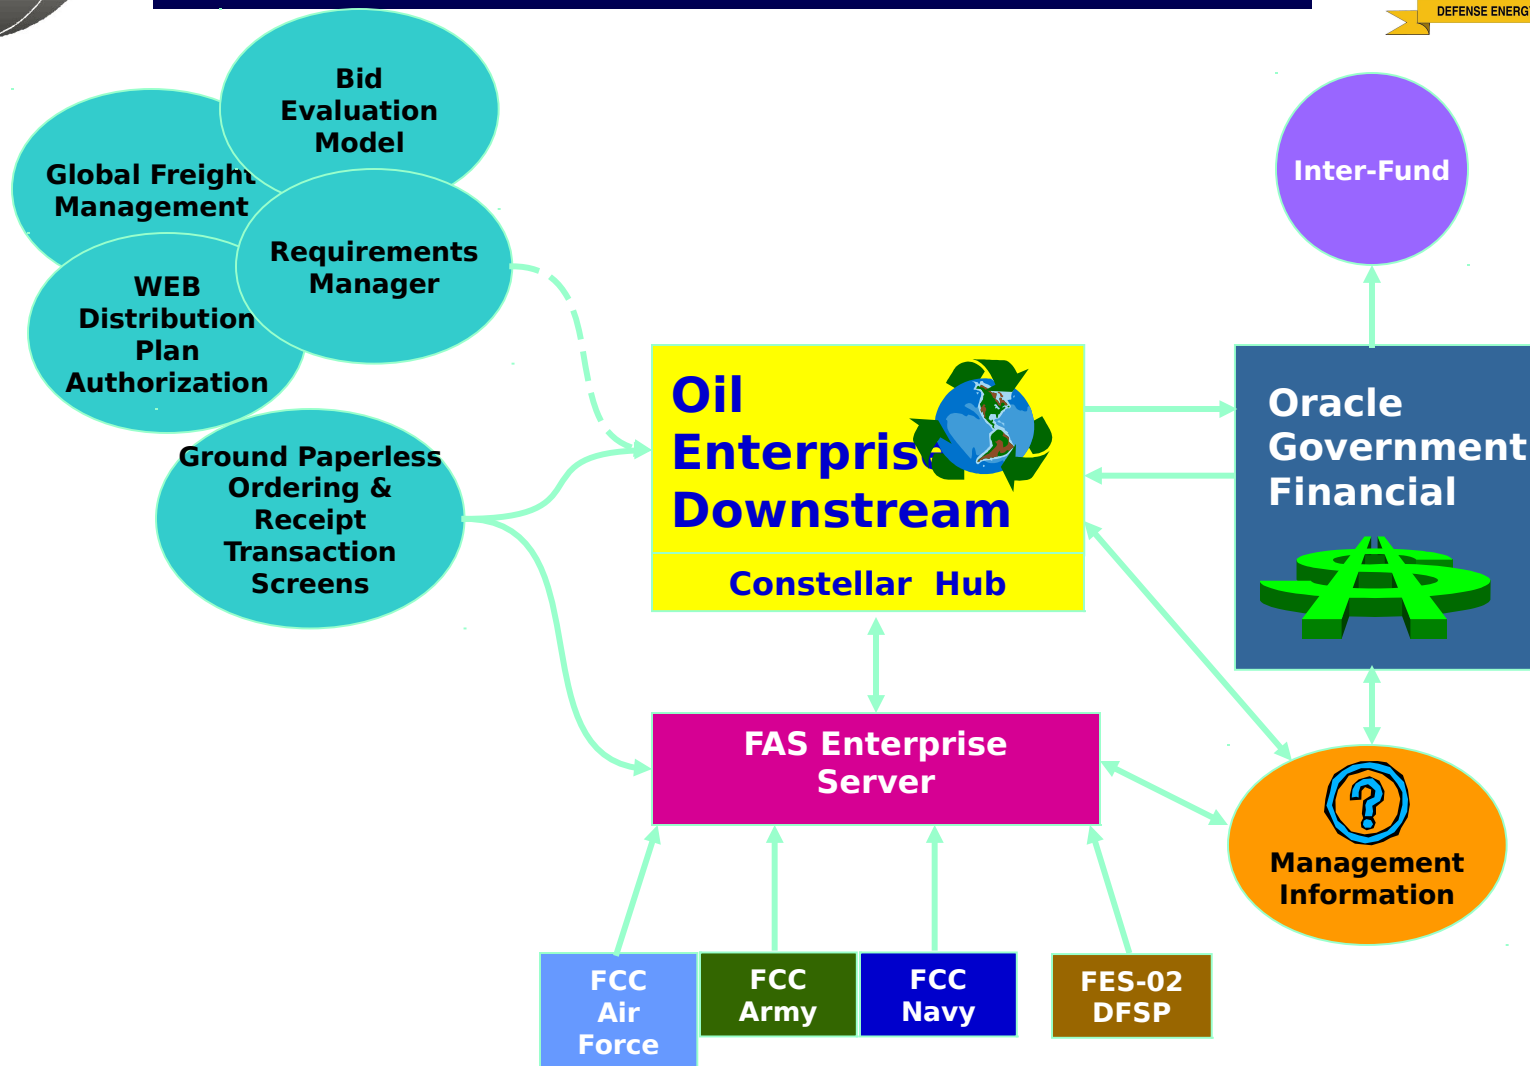 DEFENSE ENERGY
Bid
Evaluation
Model
Global Freight
Management
Requirements
Manager
WEB
Distribution
Plan
Authorization
Ground Paperless
Ordering &
Receipt
Transaction
Screens
Inter-Fund
Oil
Enterprise
Downstream
Constellar Hub
Oracle
Government
Financial
FAS Enterprise
Server
?
Management
Information
FCC
Air
Force
FCC
Army
FCC
Navy
FES-02
DFSP